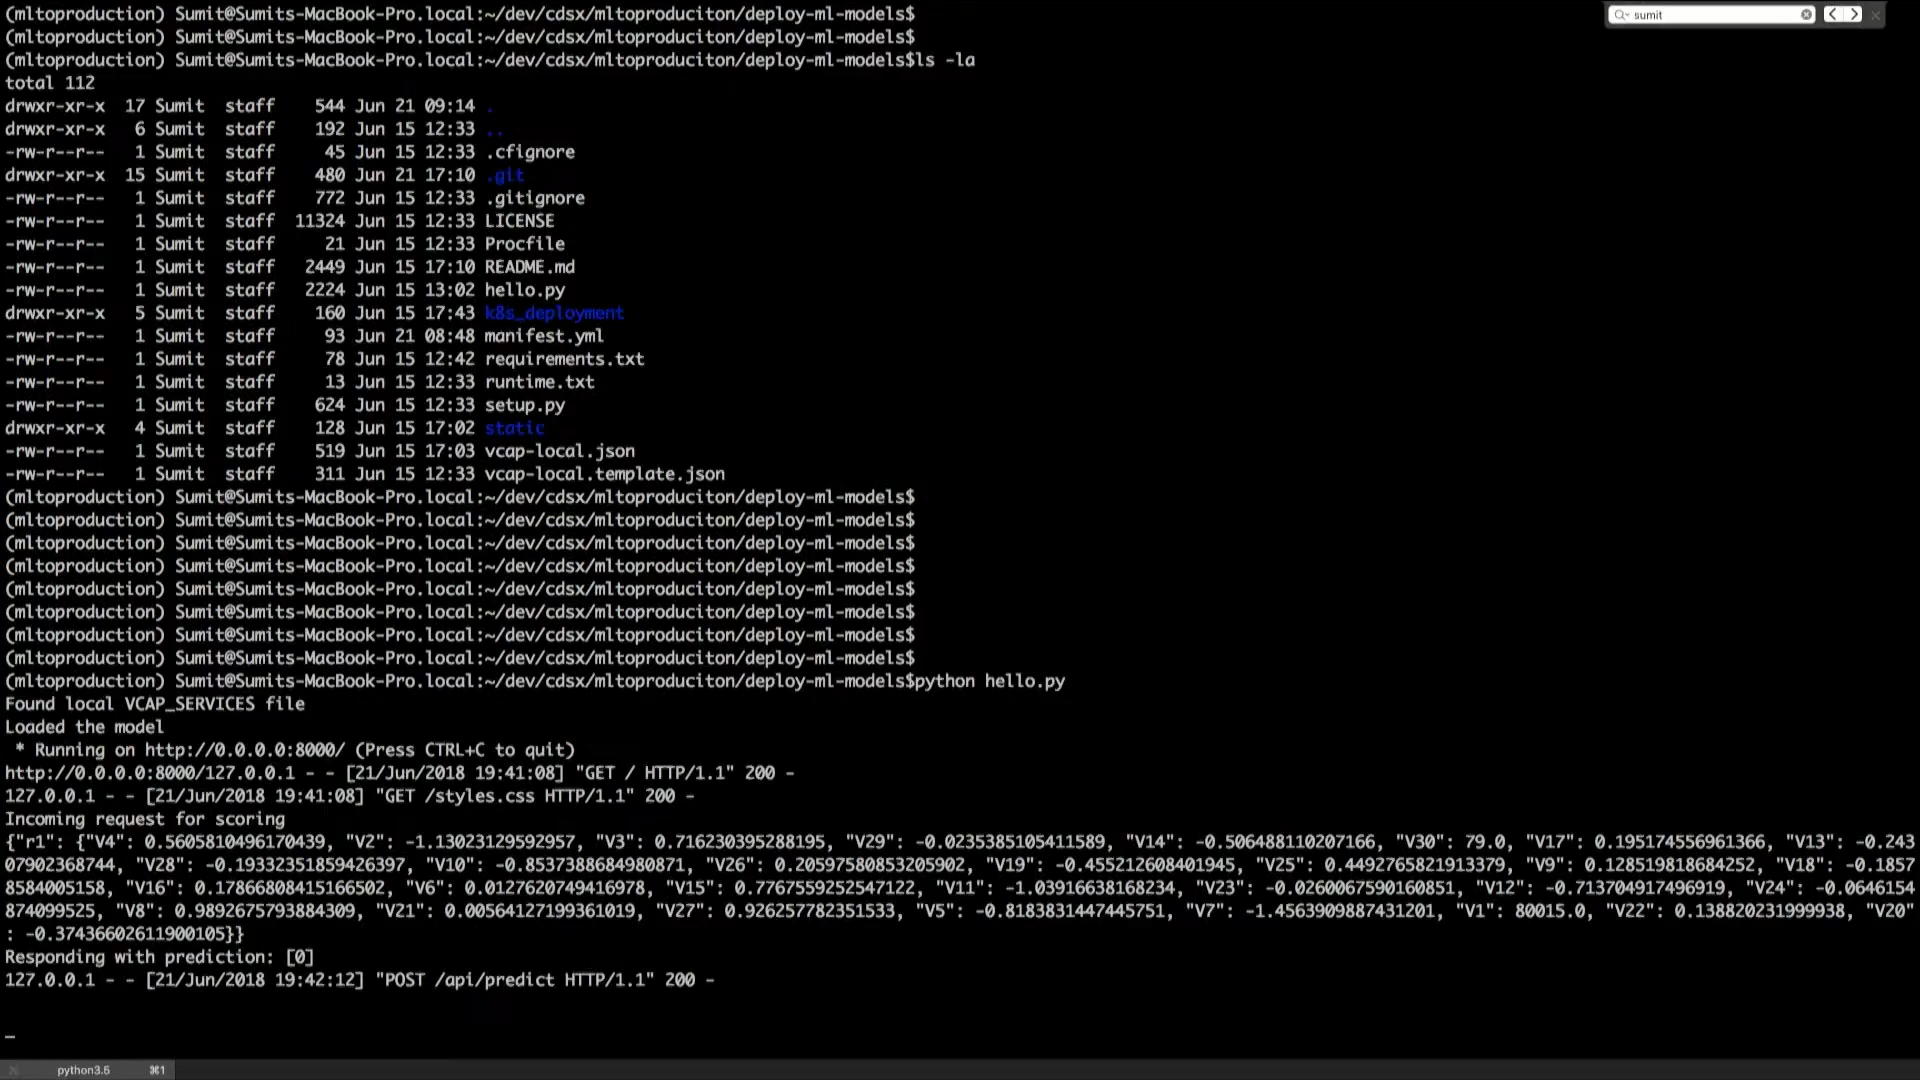 (mltoproduction) Sumit@Sumits-MacBook-Pro.local:~/dev/cdsx/mltoproduciton/deploy-ml-models$
sumit
(mltoproduction) Sumit@Sumits-MacBook-Pro.local:~/dev/cdsx/mltoproduciton/deploy-ml-models$
(mltoproduction) Sumit@Sumits-MacBook-Pro.local:~/dev/cdsx/mltoproduciton/deploy-ml-models$ls -la
total 112
drwxr-xr-x  17 Sumit  staff    544 Jun 21 09:14 .
drwxr-xr-x   6 Sumit  staff    192 Jun 15 12:33 ..
-rw-r--r--   1 Sumit  staff     45 Jun 15 12:33 .cfignore
drwxr-xr-x  15 Sumit  staff    480 Jun 21 17:10 .git
-rw-r--r--   1 Sumit  staff    772 Jun 15 12:33 .gitignore
-rw-r--r--   1 Sumit  staff  11324 Jun 15 12:33 LICENSE
-rw-r--r--   1 Sumit  staff     21 Jun 15 12:33 Procfile
-rw-r--r--   1 Sumit  staff   2449 Jun 15 17:10 README.md
-rw-r--r--   1 Sumit  staff   2224 Jun 15 13:02 hello.py
drwxr-xr-x   5 Sumit  staff    160 Jun 15 17:43 k8s_deployment
-rw-r--r--   1 Sumit  staff     93 Jun 21 08:48 manifest.yml
-rw-r--r--   1 Sumit  staff     78 Jun 15 12:42 requirements.txt
-rw-r--r--   1 Sumit  staff     13 Jun 15 12:33 runtime.txt
-rw-r--r--   1 Sumit  staff    624 Jun 15 12:33 setup.py
drwxr-xr-x   4 Sumit  staff    128 Jun 15 17:02 static
-rw-r--r--   1 Sumit  staff    519 Jun 15 17:03 vcap-local.json
-rw-r--r--   1 Sumit  staff    311 Jun 15 12:33 vcap-local.template.json
(mltoproduction) Sumit@Sumits-MacBook-Pro.local:~/dev/cdsx/mltoproduciton/deploy-ml-models$
(mltoproduction) Sumit@Sumits-MacBook-Pro.local:~/dev/cdsx/mltoproduciton/deploy-ml-models$
(mltoproduction) Sumit@Sumits-MacBook-Pro.local:~/dev/cdsx/mltoproduciton/deploy-ml-models$
(mltoproduction) Sumit@Sumits-MacBook-Pro.local:~/dev/cdsx/mltoproduciton/deploy-ml-models$
(mltoproduction) Sumit@Sumits-MacBook-Pro.local:~/dev/cdsx/mltoproduciton/deploy-ml-models$
(mltoproduction) Sumit@Sumits-MacBook-Pro.local:~/dev/cdsx/mltoproduciton/deploy-ml-models$
(mltoproduction) Sumit@Sumits-MacBook-Pro.local:~/dev/cdsx/mltoproduciton/deploy-ml-models$
(mltoproduction) Sumit@Sumits-MacBook-Pro.local:~/dev/cdsx/mltoproduciton/deploy-ml-models$
(mltoproduction) Sumit@Sumits-MacBook-Pro.local:~/dev/cdsx/mltoproduciton/deploy-ml-models$python hello.py
Found local VCAP_SERVICES file
Loaded the model
 * Running on http://0.0.0.0:8000/ (Press CTRL+C to quit)
http://0.0.0.0:8000/127.0.0.1 - - [21/Jun/2018 19:41:08] "GET / HTTP/1.1" 200 -
127.0.0.1 - - [21/Jun/2018 19:41:08] "GET /styles.css HTTP/1.1" 200 -
Incoming request for scoring
{"r1": {"V4": 0.5605810496170439, "V2": -1.13023129592957, "V3": 0.716230395288195, "V29": -0.0235385105411589, "V14": -0.506488110207166, "V30": 79.0, "V17": 0.195174556961366, "V13": -0.243
07902368744, "V28": -0.19332351859426397, "V10": -0.8537388684980871, "V26": 0.20597580853205902, "V19": -0.455212608401945, "V25": 0.4492765821913379, "V9": 0.128519818684252, "V18": -0.1857
8584005158, "V16": 0.17866808415166502, "V6": 0.0127620749416978, "V15": 0.7767559252547122, "V11": -1.03916638168234, "V23": -0.0260067590160851, "V12": -0.713704917496919, "V24": -0.0646154
874099525, "V8": 0.9892675793884309, "V21": 0.00564127199361019, "V27": 0.926257782351533, "V5": -0.8183831447445751, "V7": -1.4563909887431201, "V1": 80015.0, "V22": 0.138820231999938, "V20"
: -0.37436602611900105}}
Responding with prediction: [0]
127.0.0.1 - - [21/Jun/2018 19:42:12] "POST /api/predict HTTP/1.1" 200 -
python3.5 ⌘1